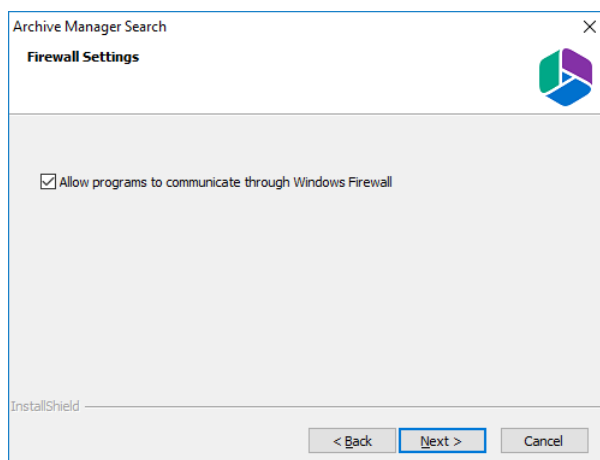 Archive Manager Search
Firewall Settings
Allow programs to communicate through Windows Firewall
InstallShield
< Back
Next >
Cancel